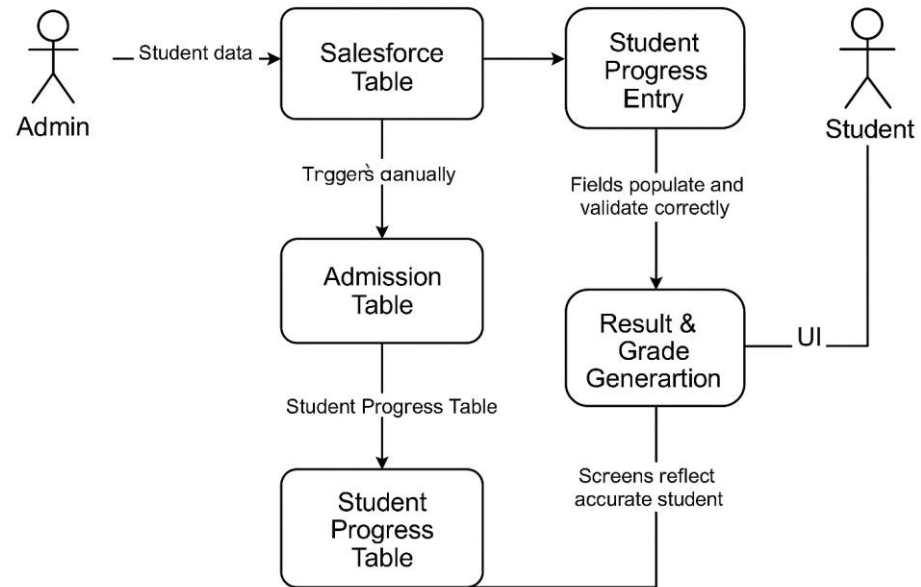 Student data
Salesforce
Table
Student
Progress
Entry
Admin
Student
Fields populate and
validate correctly
Admission
Table
Result &
Grade
Generartion
UI
Student Progress Table
Screens reflect
accurate student
Student
Progress
Table